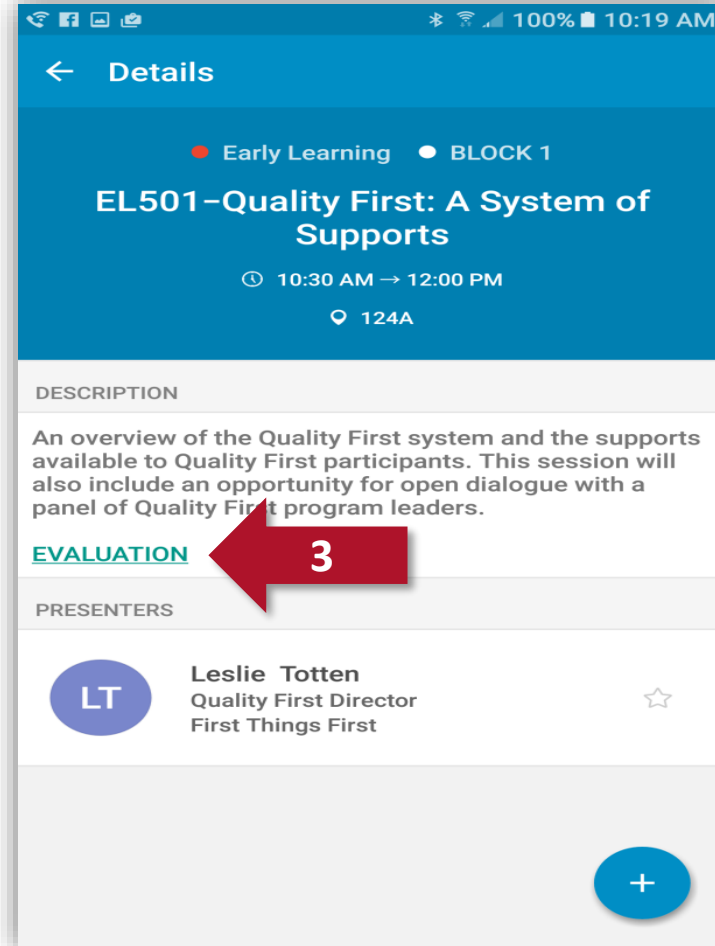 100% 10:19 AM
← Details
Early Learning BLOCK 1
EL501–Quality First: A System of
Supports
10:30 AM → 12:00 PM
124A
DESCRIPTION
An overview of the Quality First system and the supports
available to Quality First participants. This session will
also include an opportunity for open dialogue with a
panel of Quality First program leaders.
EVALUATION
3
PRESENTERS
LT
Leslie Totten
Quality First Director
First Things First
+